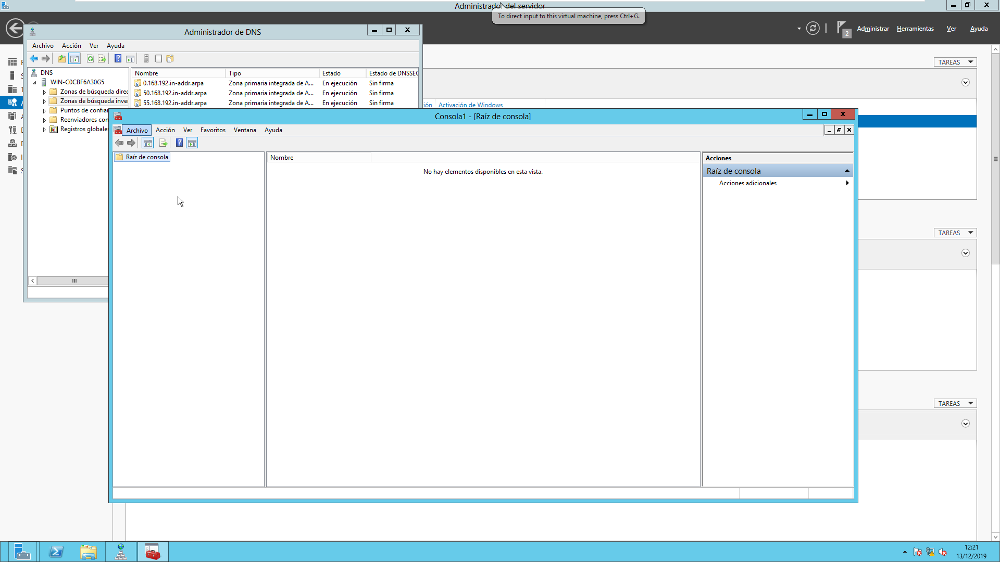 Administrador del servidor
To direct input to this virtual machine, press Ctrl+G.
2
Administrar Herramientas Ver Ayuda
Administrador de DNS
Archivo Acción Ver Ayuda
DNS
WIN-C0CBF6A30G5
Zonas de búsqueda direc
Zonas de búsqueda inver
Puntos de confiar
Reenviadores con
Registros globales
Nombre Tipo Estado Estado de DNSSEC
0.168.192.in-addr.arpa Zona primaria integrada de A... En ejecución Sin firma
50.168.192.in-addr.arpa Zona primaria integrada de A... En ejecución Sin firma
55.168.192.in-addr.arpa Zona primaria integrada de A... En ejecución Sin firma
TAREAS
ión Activación de Windows
Consola1 - [Raíz de consola]
Archivo Acción Ver Favoritos Ventana Ayuda
Raíz de consola
Nombre
No hay elementos disponibles en esta vista.
Acciones
Raíz de consola
Acciones adicionales
TAREAS
TAREAS
12:21
13/12/2019